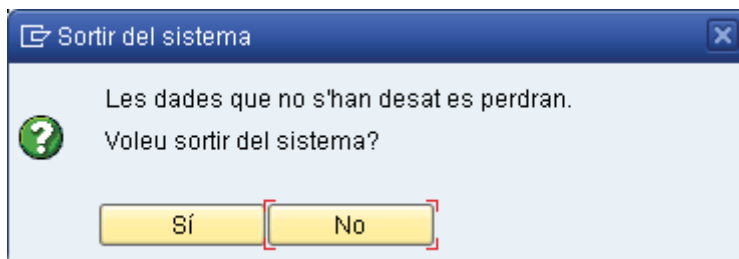 Sortir del sistema
Les dades que no s'han desat es perdran.
Voleu sortir del sistema?
Sí No